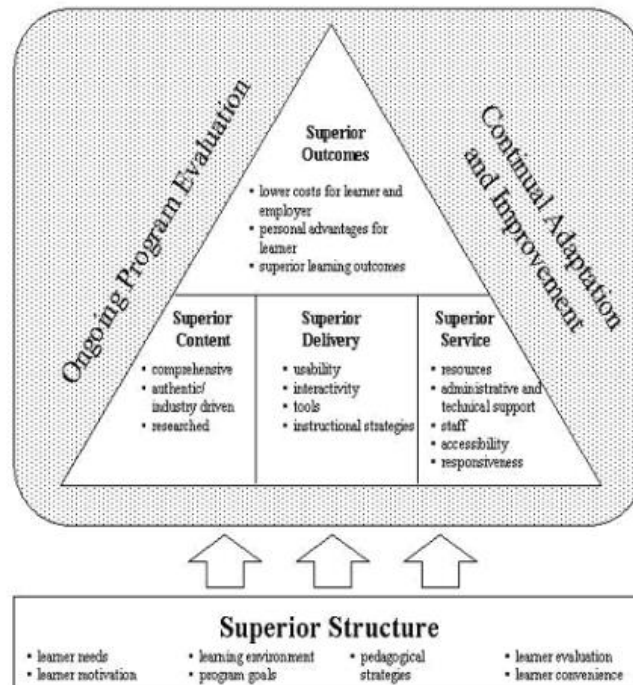 Ongoing Program Evaluation
Continual Adaptation
and Improvement
Superior
Outcomes
• lower costs for learner and
employer
• personal advantages for
learner
• superior learning outcomes
Superior
Content
• comprehensive
• authentic/
industry driven
• researched
Superior
Delivery
• usability
• interactivity
• tools
• instructional strategies
Superior
Service
• resources
• administrative and
technical support
• staff
• accessibility
• responsiveness
Superior Structure
• learner needs
• learner motivation
• learning environment
• program goals
• pedagogical
strategies
• learner evaluation
• learner convenience